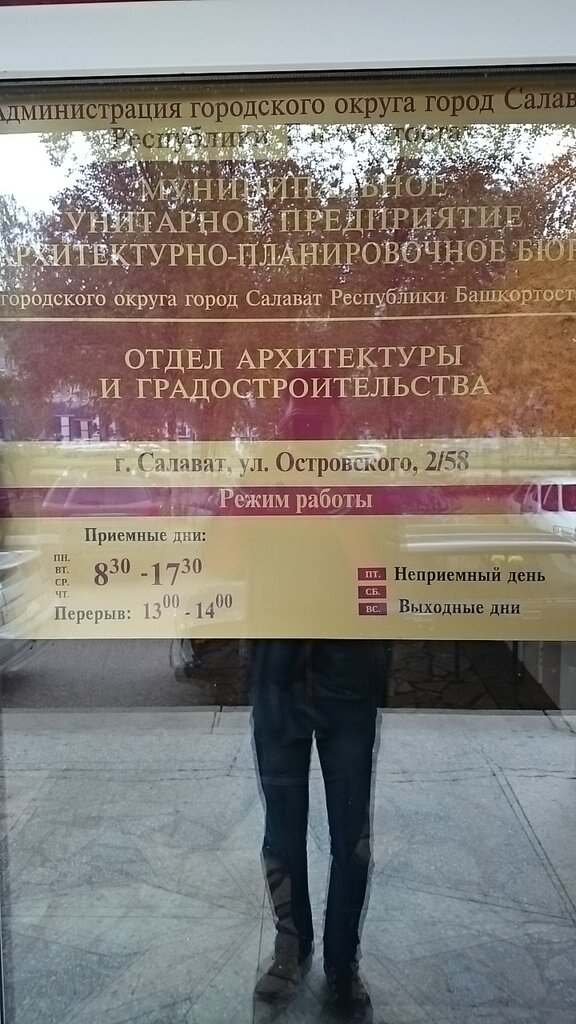 Администрация городского округа город Салав
Республики
МУНИЦИПАЛЬНОЕ
УНИТАРНОЕ ПРЕДПРИЯТИЕ
АРХИТЕКТУРНО-ПЛАНИРОВОЧНОЕ БЮР
городского округа город Салават Республики Башкортост
ОТДЕЛ АРХИТЕКТУРЫ
И ГРАДОСТРОИТЕЛЬСТВА
г. Салават, ул. Островского, 2/58
Режим работы
Приемные дни:
ПН.
ВТ.
СР.
ЧТ.
8³⁰ -17³⁰
Перерыв: 13⁰⁰ - 14⁰⁰
ПТ. Неприемный день
СБ.
ВС. Выходные дни